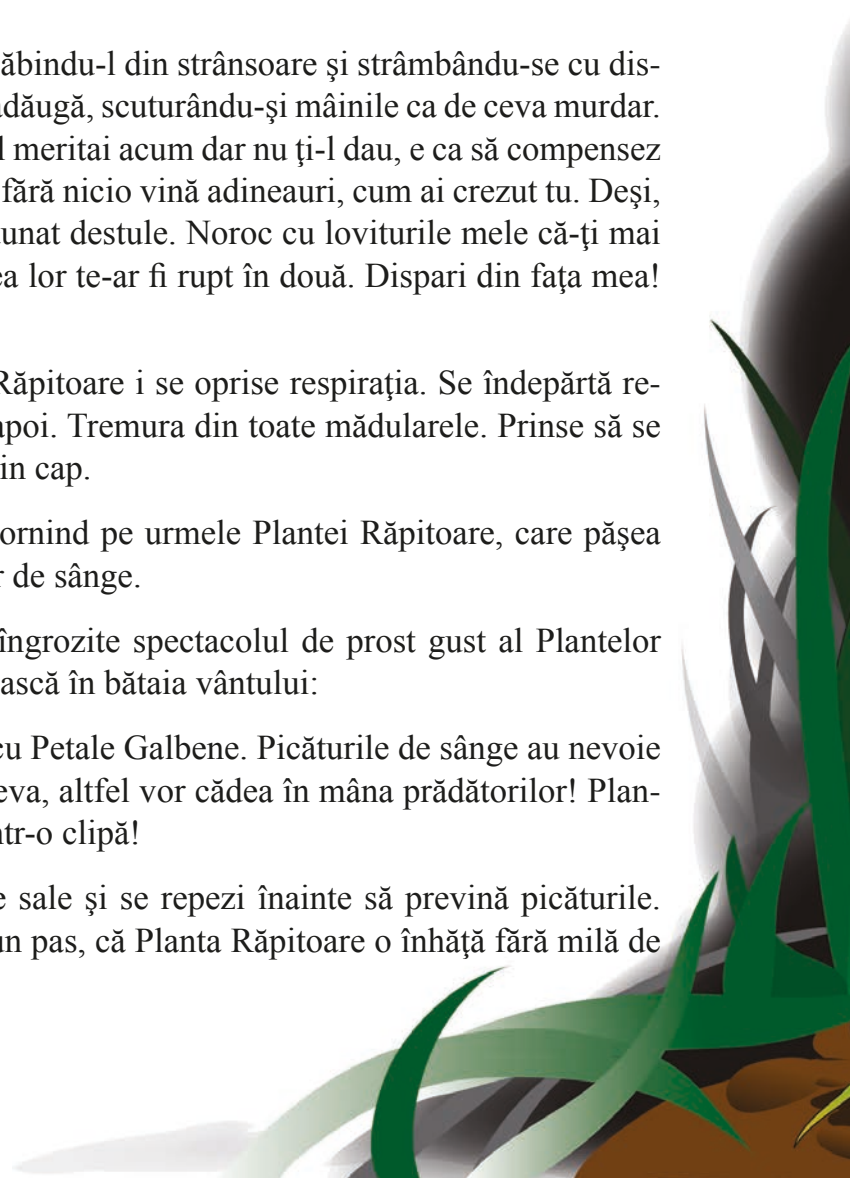 ăbindu-l din strânsoare şi strâmbându-se cu dis-
adăugă, scuturându-şi mâinile ca de ceva murdar.
l meritai acum dar nu ţi-l dau, e ca să compensez
fără nicio vină adineauri, cum ai crezut tu. Deşi,
unat destule. Noroc cu loviturile mele că-ţi mai
ea lor te-ar fi rupt în două. Dispari din faţa mea!
Răpitoare i se oprise respiraţia. Se îndepărtă re-
apoi. Tremura din toate mădularele. Prinse să se
in cap.
ornind pe urmele Plantei Răpitoare, care păşea
r de sânge.
îngrozite spectacolul de prost gust al Plantelor
ască în bătaia vântului:
cu Petale Galbene. Picăturile de sânge au nevoie
eva, altfel vor cădea în mâna prădătorilor! Plan-
ntr-o clipă!
e sale şi se repezi înainte să prevină picăturile.
un pas, că Planta Răpitoare o înhăţă fără milă de